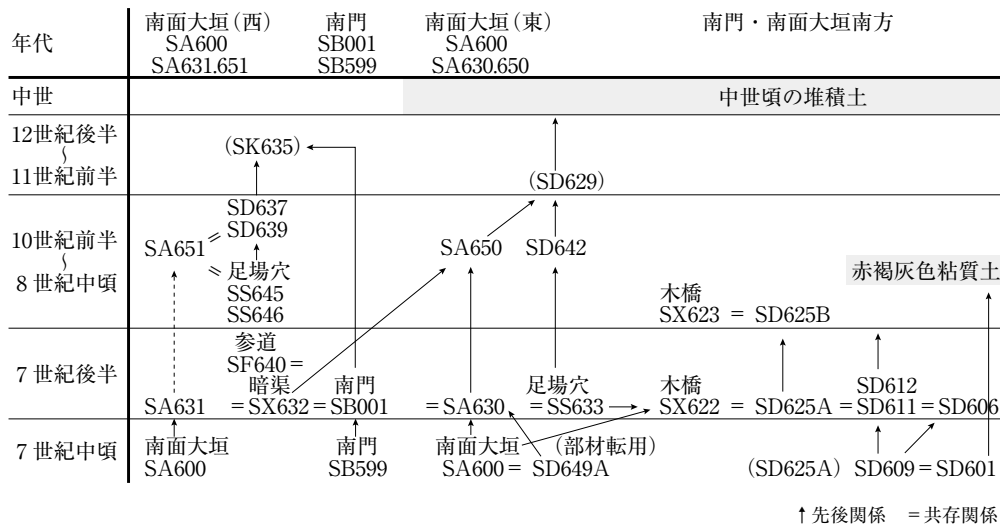 年代
南面大垣（西）
SA600
SA631.651
南門
SB001
SB599
南面大垣（東）
SA600
SA630.650
南門・南面大垣南方
中世
中世頃の堆積土
12世紀後半
～
11世紀前半
(SK635)
(SD629)
10世紀前半
～
8世紀中頃
SA651
SD637
= SD639
= 足場穴
SS645
SS646
SA650
SD642
赤褐灰色粘質土
木橋
SX623 = SD625B
7世紀後半
参道
SF640 =
暗渠
SA631 = SX632 = SB001 = SA630 = SS633
南門
足場穴
木橋
SX622 = SD625A = SD611 = SD606
SD612
7世紀中頃
南面大垣
SA600
南門
SB599
南面大垣
SA600 = SD649A
（部材転用）
(SD625A) SD609 = SD601
↑先後関係 ＝共存関係